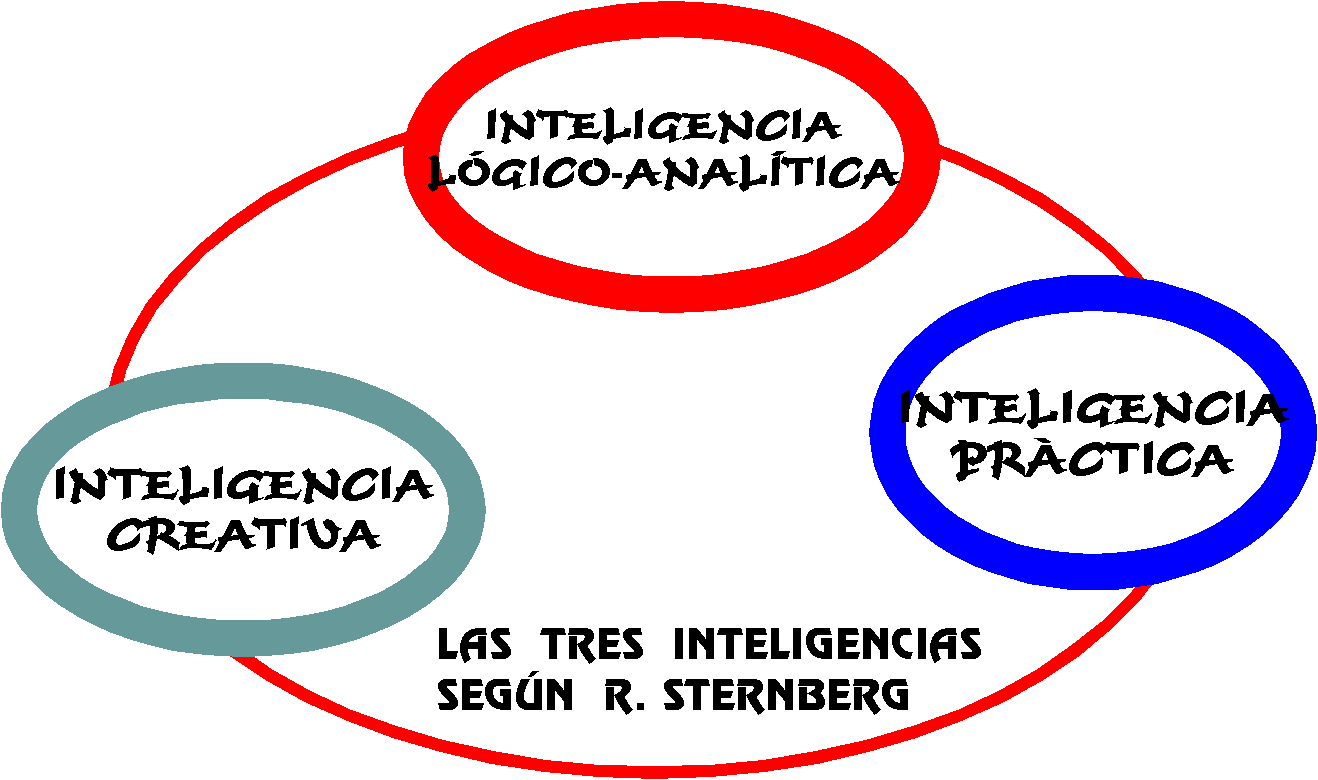 INTELIGENCIA
LÓGICO-ANALÍTICA
INTELIGENCIA
PRÀCTICA
INTELIGENCIA
CREATIVA
LAS TRES INTELIGENCIAS
SEGÚN R. STERNBERG